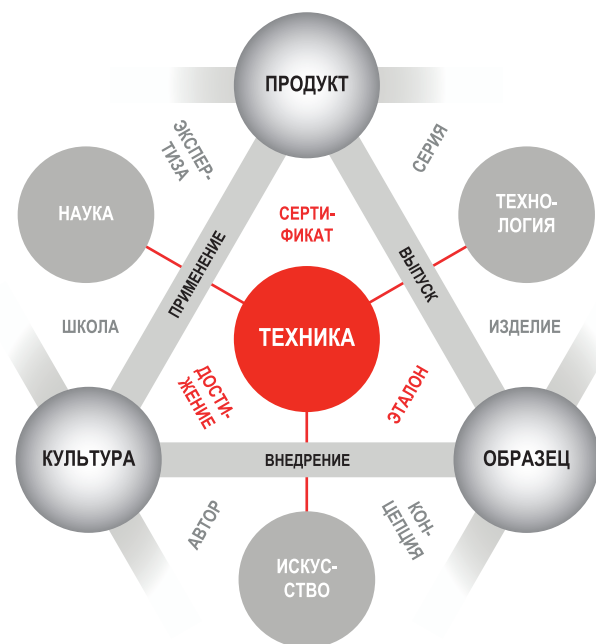 ПРОДУКТ
ЭКСПЕР-
ТИЗА
СЕРИЯ
НАУКА
ТЕХНО-
ЛОГИЯ
СЕРТИ-
ФИКАТ
ПРИМЕНЕНИЕ
ВЫПУСК
ШКОЛА
ТЕХНИКА
ИЗДЕЛИЕ
ДОСТИ-
ЖЕНИЕ
ЭТАЛОН
КУЛЬТУРА
ВНЕДРЕНИЕ
ОБРАЗЕЦ
АВТОР
КОН-
ЦЕПЦИЯ
ИСКУС-
СТВО